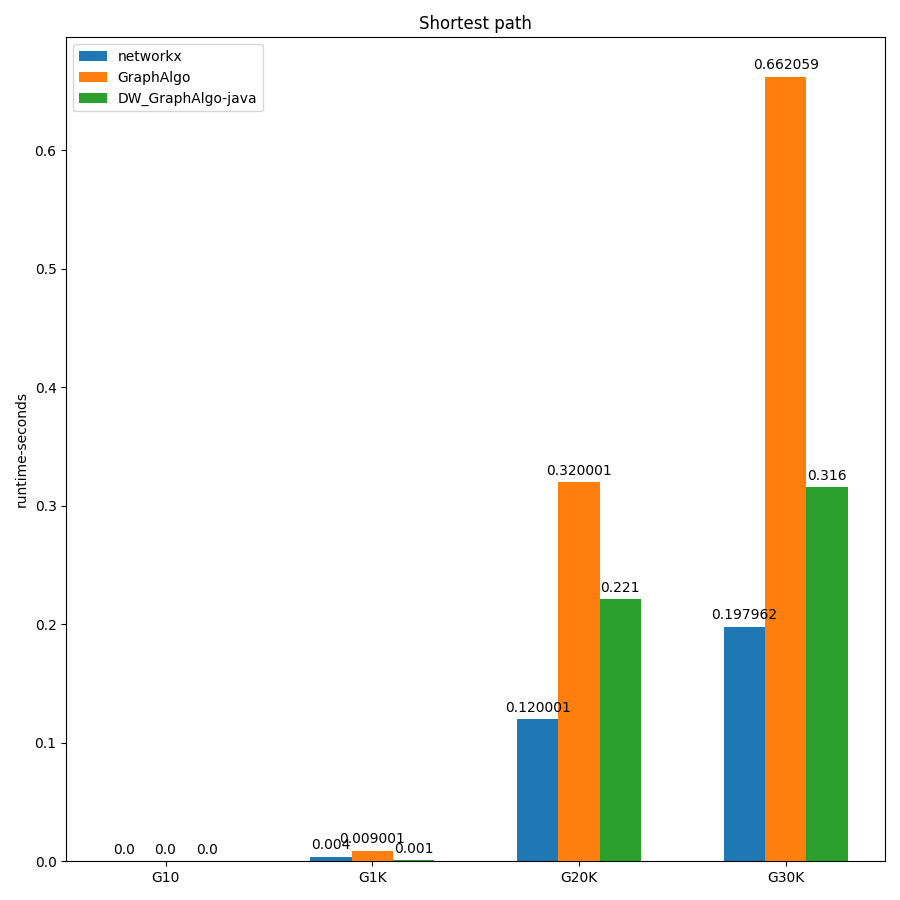 Shortest path
networkx
GraphAlgo
DW_GraphAlgo-java
runtime-seconds
0.6
0.5
0.4
0.3
0.2
0.1
0.0
0.0
0.0
0.0
0.004
0.009001
0.001
0.120001
0.320001
0.221
0.197962
0.662059
0.316
G10
G1K
G20K
G30K